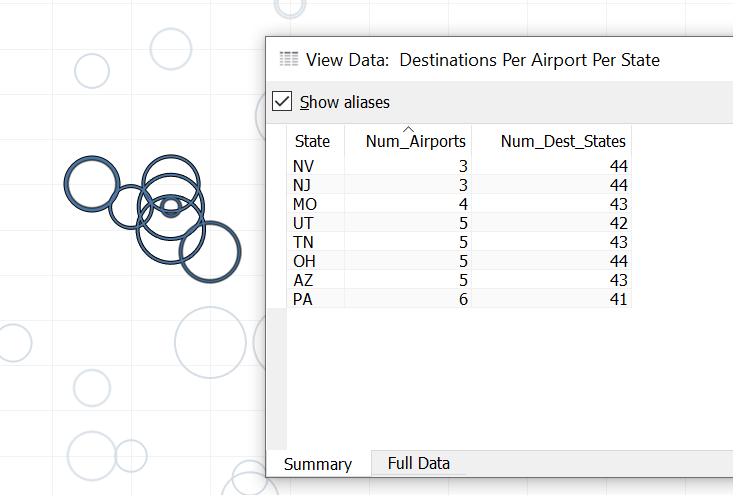 View Data: Destinations Per Airport Per State
Show aliases
State Num_Airports Num_Dest_States
NV 3 44
NJ 3 44
MO 4 43
UT 5 42
TN 5 43
OH 5 44
AZ 5 43
PA 6 41
Summary Full Data